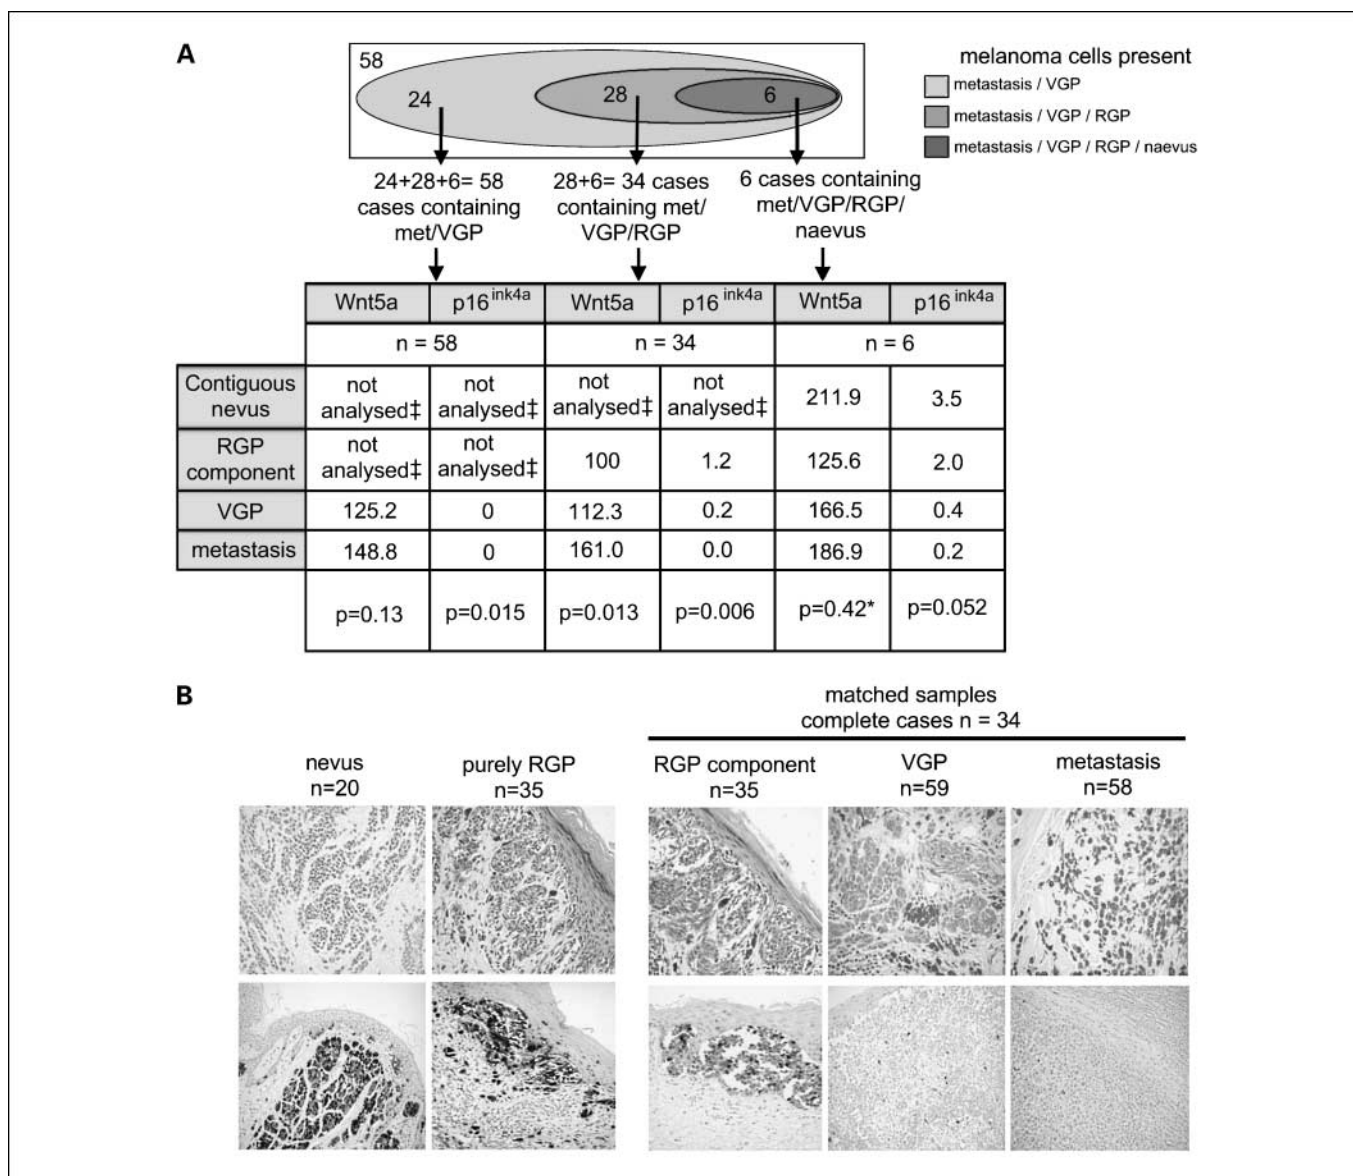 A
58
24
28
6
melanoma cells present
metastasis / VGP
metastasis / VGP / RGP
metastasis / VGP / RGP / naevus
24+28+6= 58
cases containing
met/VGP
28+6= 34 cases
containing met/
VGP/RGP
6 cases containing
met/VGP/RGP/
naevus
Wnt5a p16 ink4a Wnt5a p16 ink4a Wnt5a p16 ink4a
n = 58 n = 34 n = 6
Contiguous nevus not analysed‡ not analysed‡ not analysed‡ not analysed‡ 211.9 3.5
RGP component not analysed‡ not analysed‡ 100 1.2 125.6 2.0
VGP 125.2 0 112.3 0.2 166.5 0.4
metastasis 148.8 0 161.0 0.0 186.9 0.2
p=0.13 p=0.015 p=0.013 p=0.006 p=0.42* p=0.052
B
matched samples
complete cases n = 34
nevus
n=20
purely RGP
n=35
RGP component
n=35
VGP
n=59
metastasis
n=58